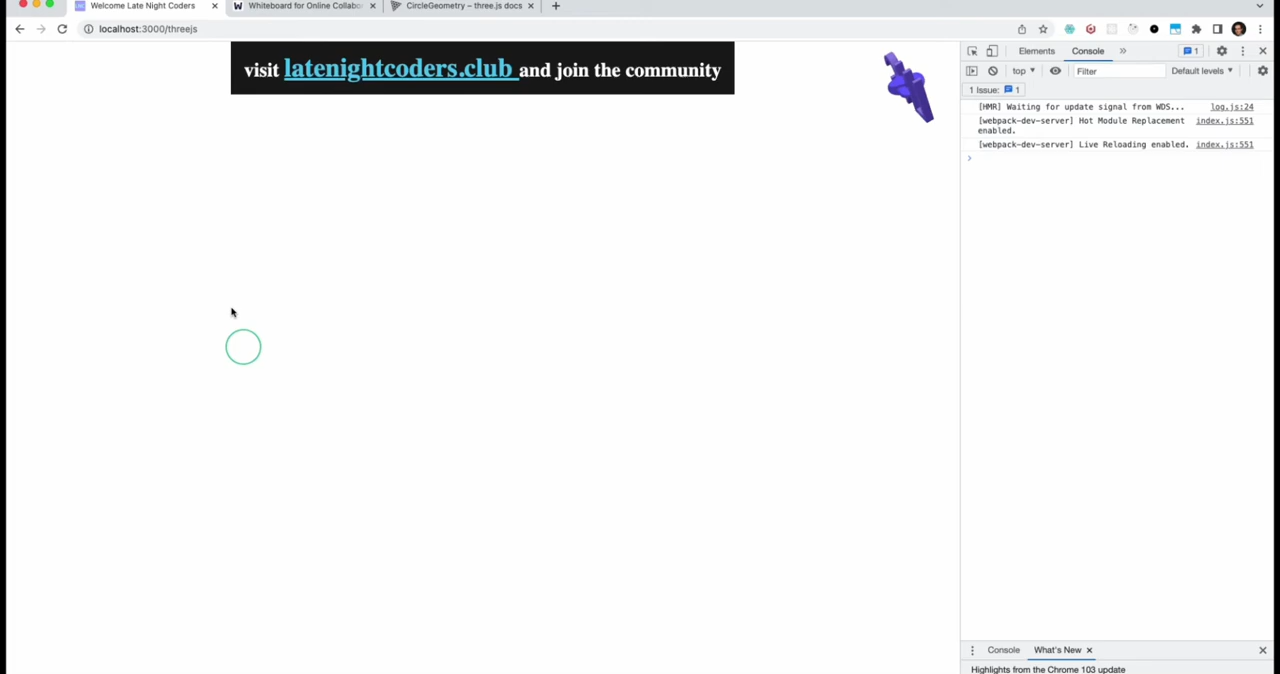 Welcome Late Night Coders
Whiteboard for Online Collabo
CircleGeometry – three.js docs
localhost:3000/threejs
visit latenightcoders.club and join the community
Elements
Console
1
top
Filter
Default levels
1 Issue: 1
[HMR] Waiting for update signal from WDS... log.js:24
[webpack-dev-server] Hot Module Replacement index.js:551
enabled.
[webpack-dev-server] Live Reloading enabled. index.js:551
Console
What's New
Highlights from the Chrome 103 update